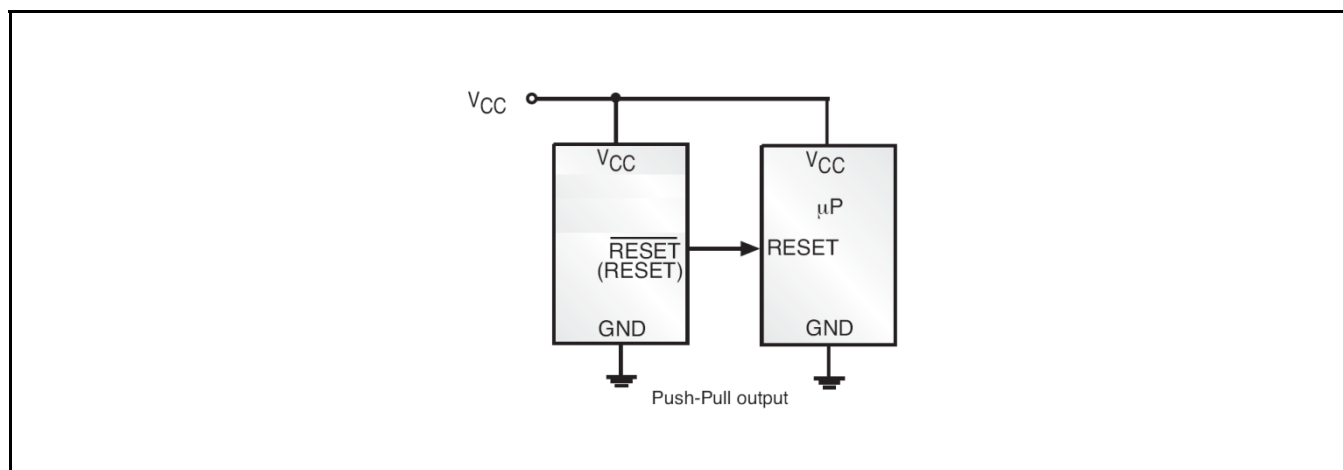 VCC
VCC
RESET
(RESET)
GND
VCC
μP
RESET
GND
Push-Pull output